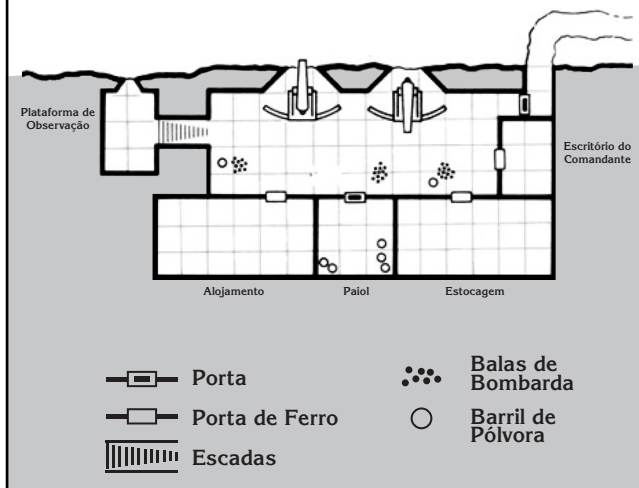 Plataforma de
Observação
Escritório do
Comandante
Alojamento
Paiol
Estocagem
Porta
Porta de Ferro
Escadas
Balas de
Bombarda
Barril de
Pólvora